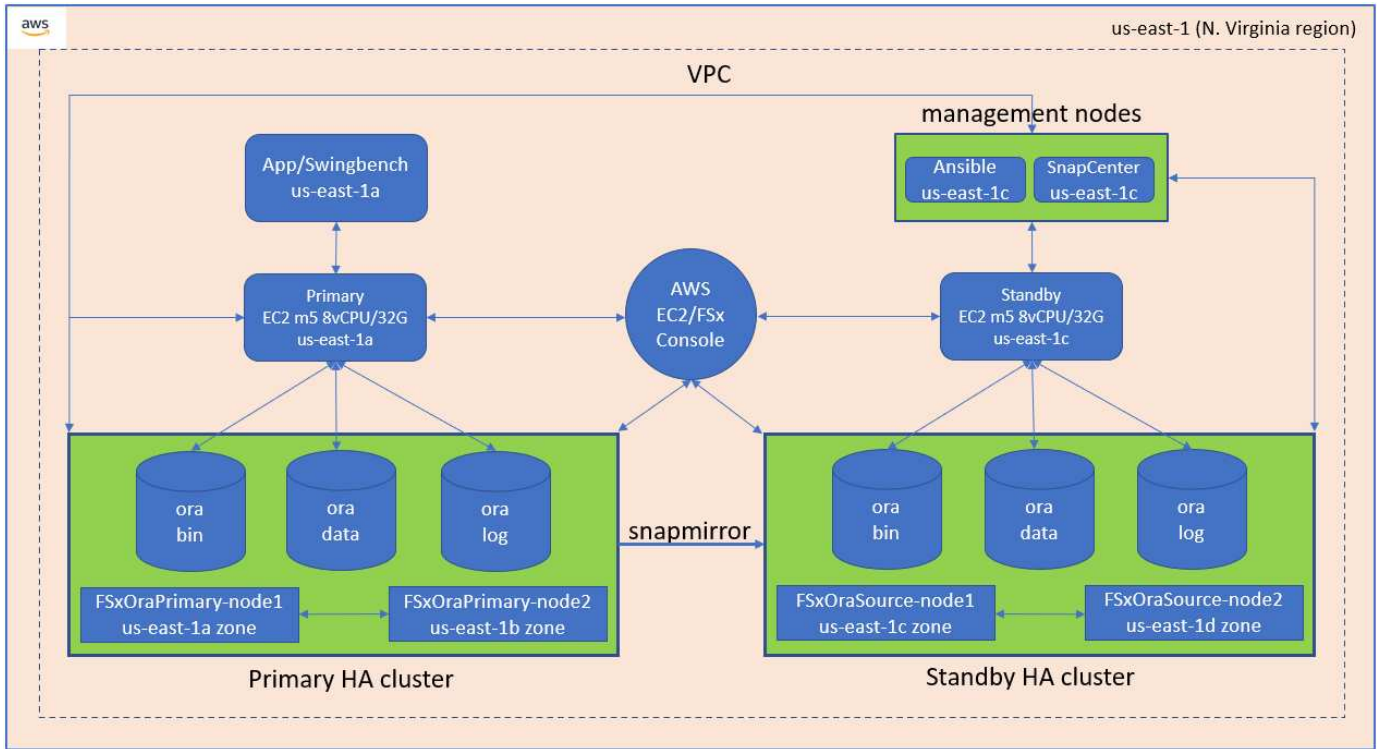 aws
us-east-1 (N. Virginia region)
VPC
management nodes
App/Swingbench
us-east-1a
Ansible
us-east-1c
SnapCenter
us-east-1c
Primary
EC2 m5 8vCPU/32G
us-east-1a
AWS
EC2/FSx
Console
Standby
EC2 m5 8vCPU/32G
us-east-1c
ora
bin
ora
data
ora
log
snapmirror
ora
bin
ora
data
ora
log
FSxOraPrimary-node1
us-east-1a zone
FSxOraPrimary-node2
us-east-1b zone
FSxOraSource-node1
us-east-1c zone
FSxOraSource-node2
us-east-1d zone
Primary HA cluster
Standby HA cluster